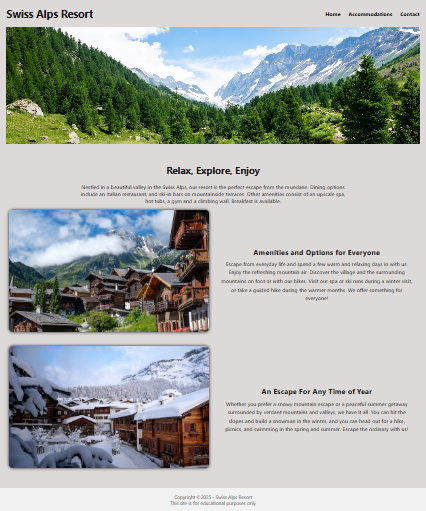 Swiss Alps Resort
Home Accommodations Contact
Relax, Explore, Enjoy
Nestled in a beautiful valley in the Swiss Alps, our resort is the perfect escape from the mundane. Dining options
include an Italian restaurant, and ski-in bars on mountainside terraces. Other amenities consist of an upscale spa,
hot tubs, a gym and a climbing wall. Breakfast is available.
Amenities and Options for Everyone
Escape from everyday life and spend a few warm and relaxing days in with us.
Enjoy the refreshing mountain air. Discover the village and the surrounding
mountains on foot or with our bikes. Visit our spa or ski runs during a winter visit,
or take a guided hike during the warmer months. We offer something for
everyone!
An Escape For Any Time of Year
Whether you prefer a snowy mountain escape or a peaceful summer getaway
surrounded by verdant mountains and valleys, we have it all. You can hit the
slopes and build a snowman in the winter, and you can head out for a hike,
picnics, and swimming in the spring and summer. Escape the ordinary with us!
Copyright ©2025 - Swiss Alps Resort
This site is for educational purposes only.